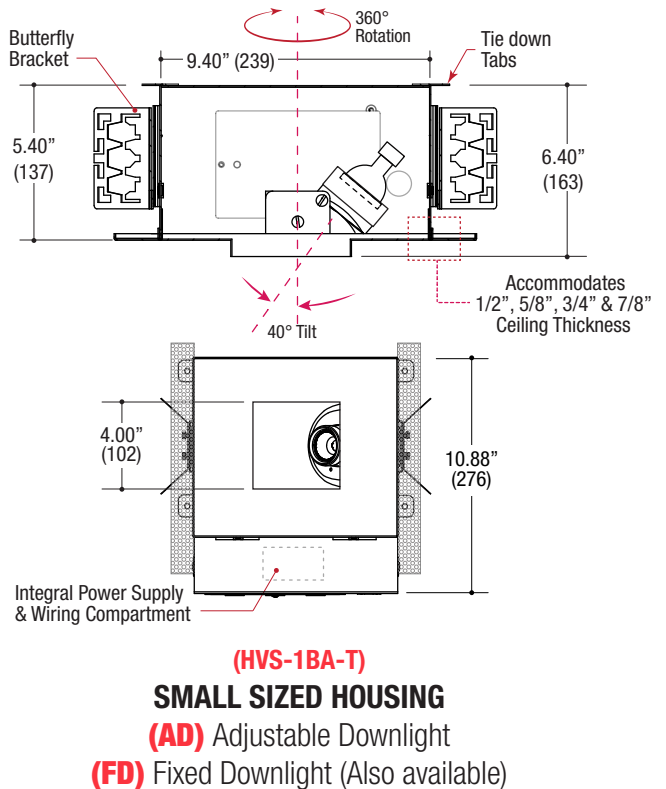 360°
Rotation
Butterfly
Bracket
9.40” (239)
Tie down
Tabs
5.40”
(137)
6.40”
(163)
Accommodates
1/2”, 5/8”, 3/4” & 7/8”
Ceiling Thickness
40° Tilt
4.00”
(102)
10.88”
(276)
Integral Power Supply
& Wiring Compartment
(HVS-1BA-T)
SMALL SIZED HOUSING
(AD) Adjustable Downlight
(FD) Fixed Downlight (Also available)